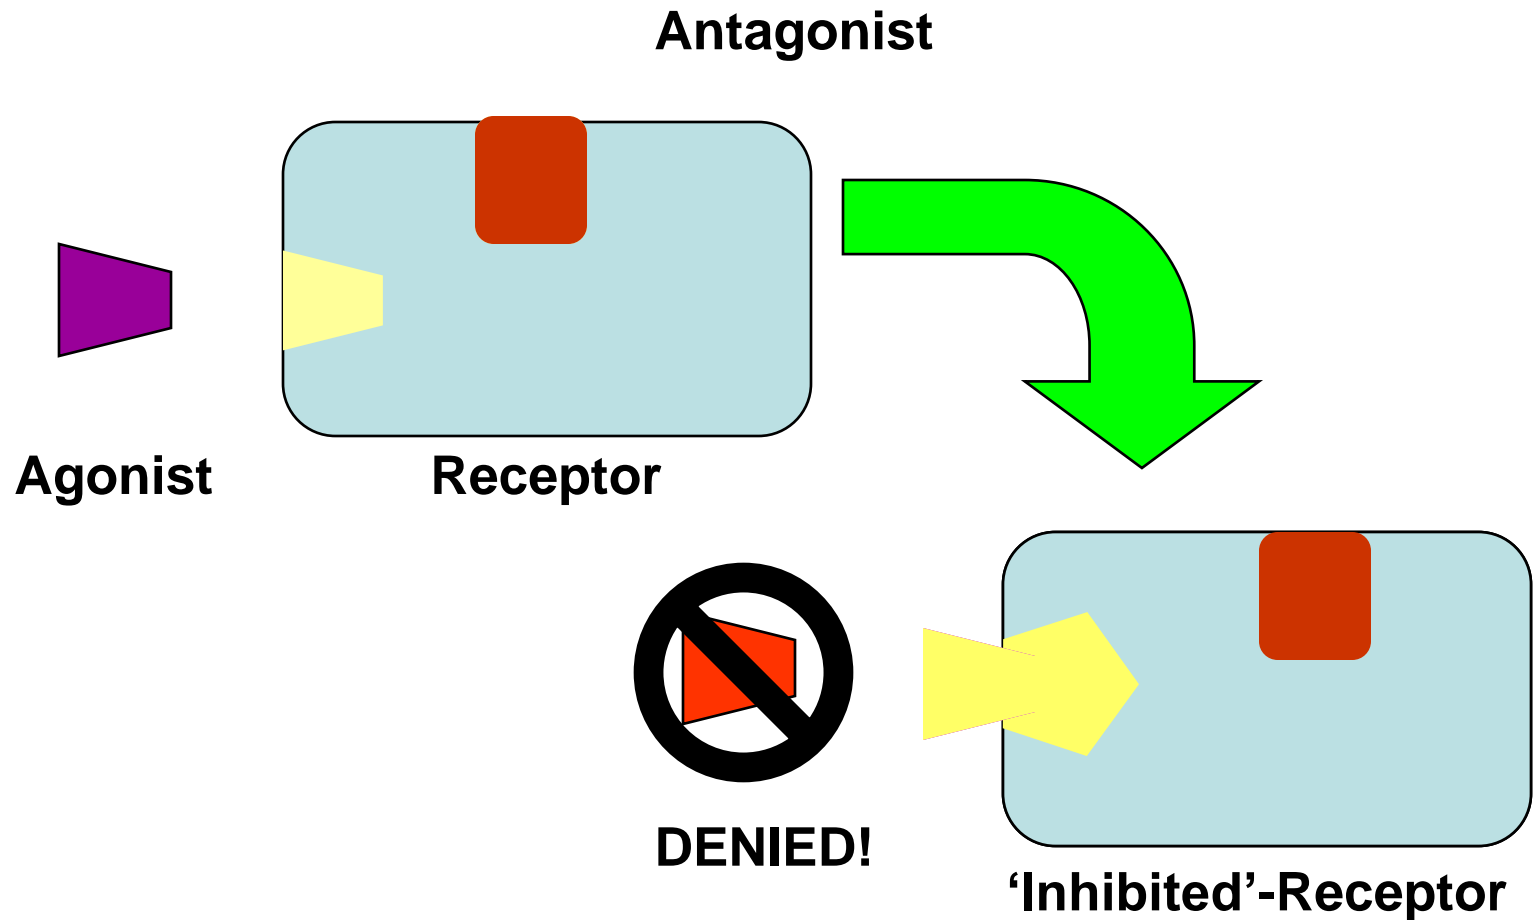 Antagonist
Agonist
Receptor
DENIED!
‘Inhibited’-Receptor